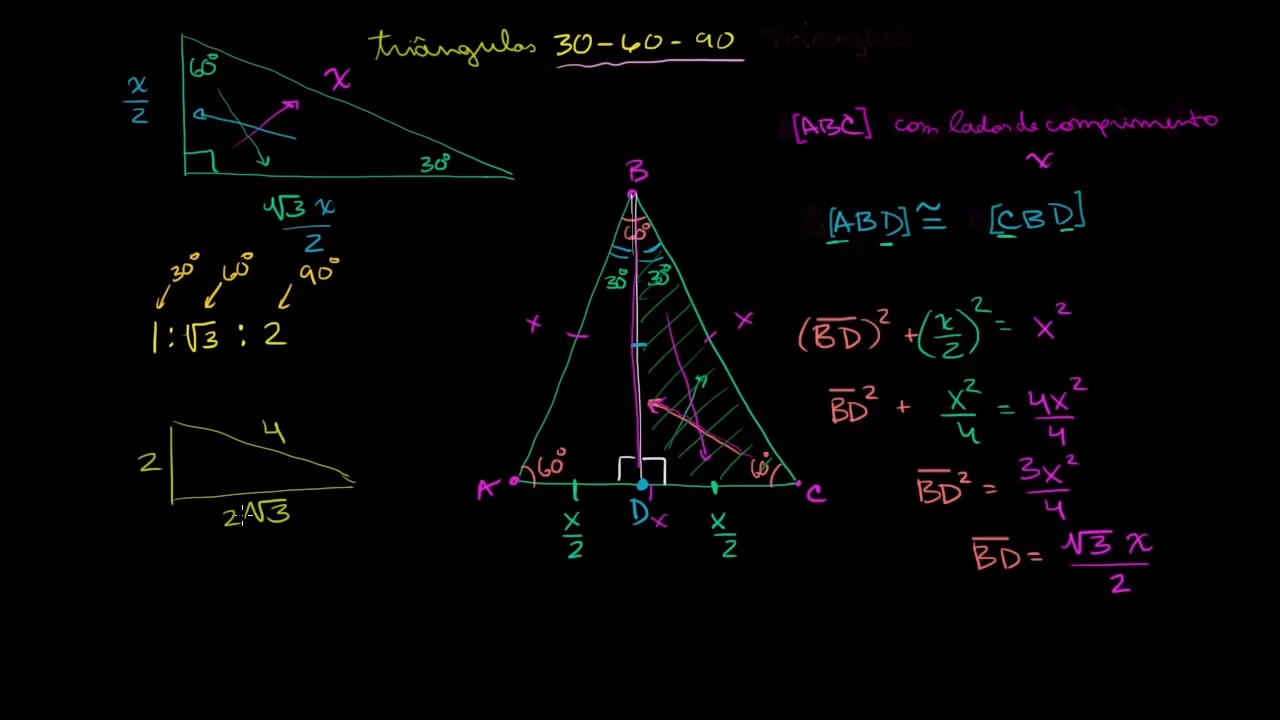 triângulos 30-60-90
60°
x
x/2
30°
√3 x/2
30° 60° 90°
1 : √3 : 2
4
2
2√3
B
60°
30° 30°
x x
60° 60°
A D C
x
x/2 x/2
[ABC] com lados de comprimento
x
[ABD] ≅ [CBD]
(BD)² + (x/2)² = x²
BD² + x²/4 = 4x²/4
BD² = 3x²/4
BD = √3 x/2